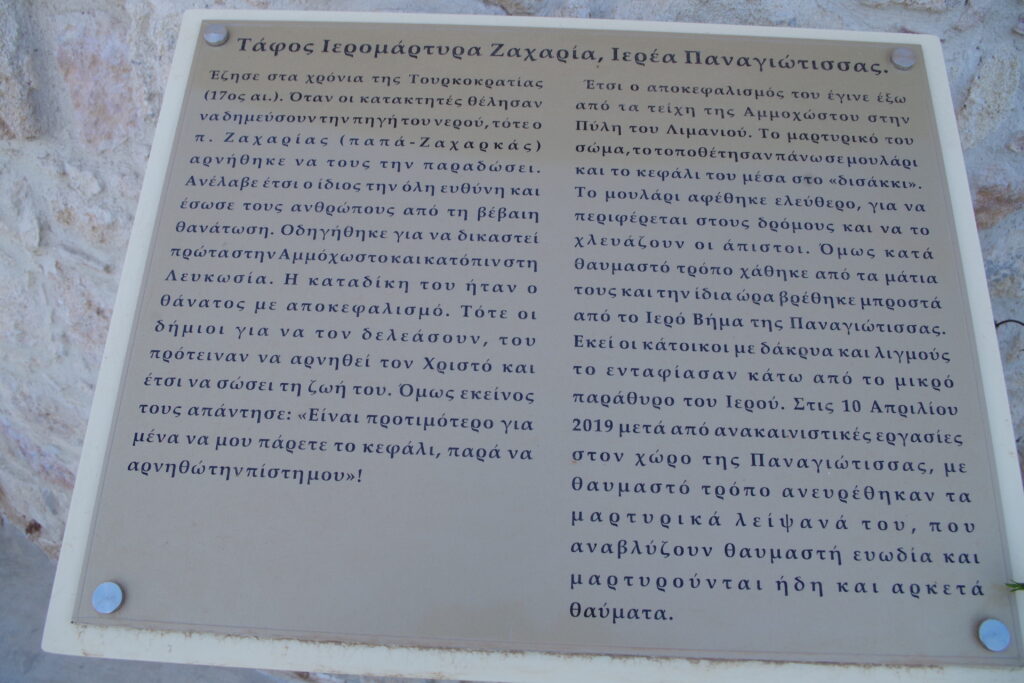 Τάφος Ιερομάρτυρα Ζαχαρία, Ιερέα Παναγιώτισσας.
Έζησε στα χρόνια της Τουρκοκρατίας
(17ος αι.). Όταν οι κατακτητές θέλησαν
να δημεύσουν την πηγή του νερού, τότε ο
π. Ζαχαρίας (παπά-Ζαχαρκάς)
αρνήθηκε να τους την παραδώσει.
Ανέλαβε έτσι ο ίδιος την όλη ευθύνη και
έσωσε τους ανθρώπους από τη βέβαιη
θανάτωση. Οδηγήθηκε για να δικαστεί
πρώτα στην Αμμόχωστο και κατόπιν στη
Λευκωσία. Η καταδίκη του ήταν ο
θάνατος με αποκεφαλισμό. Τότε οι
δήμιοι για να τον δελεάσουν, του
πρότειναν να αρνηθεί τον Χριστό και
έτσι να σώσει τη ζωή του. Όμως εκείνος
τους απάντησε: «Είναι προτιμότερο για
μένα να μου πάρετε το κεφάλι, παρά να
αρνηθώ την πίστη μου»!
Έτσι ο αποκεφαλισμός του έγινε έξω
από τα τείχη της Αμμοχώστου στην
Πύλη του Λιμανιού. Το μαρτυρικό του
σώμα, το τοποθέτησαν πάνω σε μουλάρι
και το κεφάλι του μέσα στο «δισάκκι».
Το μουλάρι αφέθηκε ελεύθερο, για να
περιφέρεται στους δρόμους και να το
χλευάζουν οι άπιστοι. Όμως κατά
θαυμαστό τρόπο χάθηκε από τα μάτια
τους και την ίδια ώρα βρέθηκε μπροστά
από το Ιερό Βήμα της Παναγιώτισσας.
Εκεί οι κάτοικοι με δάκρυα και λιγμούς
το ενταφίασαν κάτω από το μικρό
παράθυρο του Ιερού. Στις 10 Απριλίου
2019 μετά από ανακαινιστικές εργασίες
στον χώρο της Παναγιώτισσας, με
θαυμαστό τρόπο ανευρέθηκαν τα
μαρτυρικά λείψανά του, που
αναβλύζουν θαυμαστή ευωδία και
μαρτυρούνται ήδη και αρκετά
θαύματα.